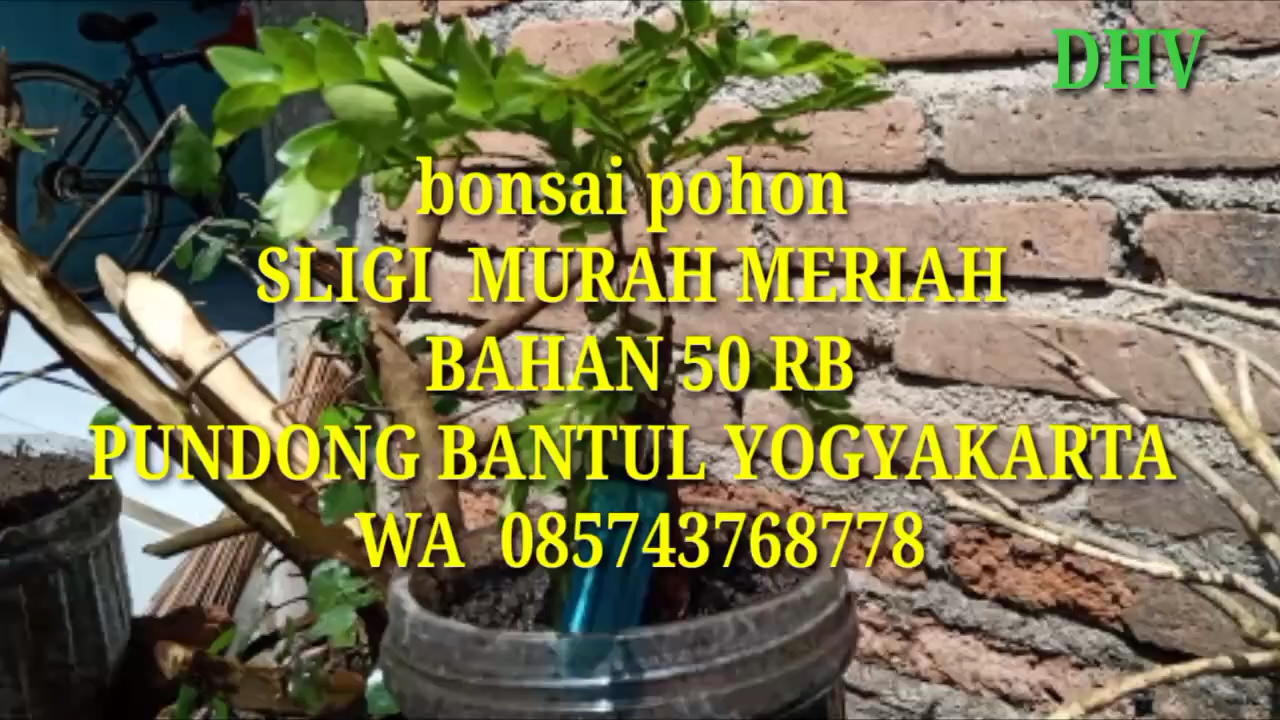 DHV
bonsai pohon
SLIGI MURAH MERIAH
BAHAN 50 RB
PUNDONG BANTUL YOGYAKARTA
WA 085743768778